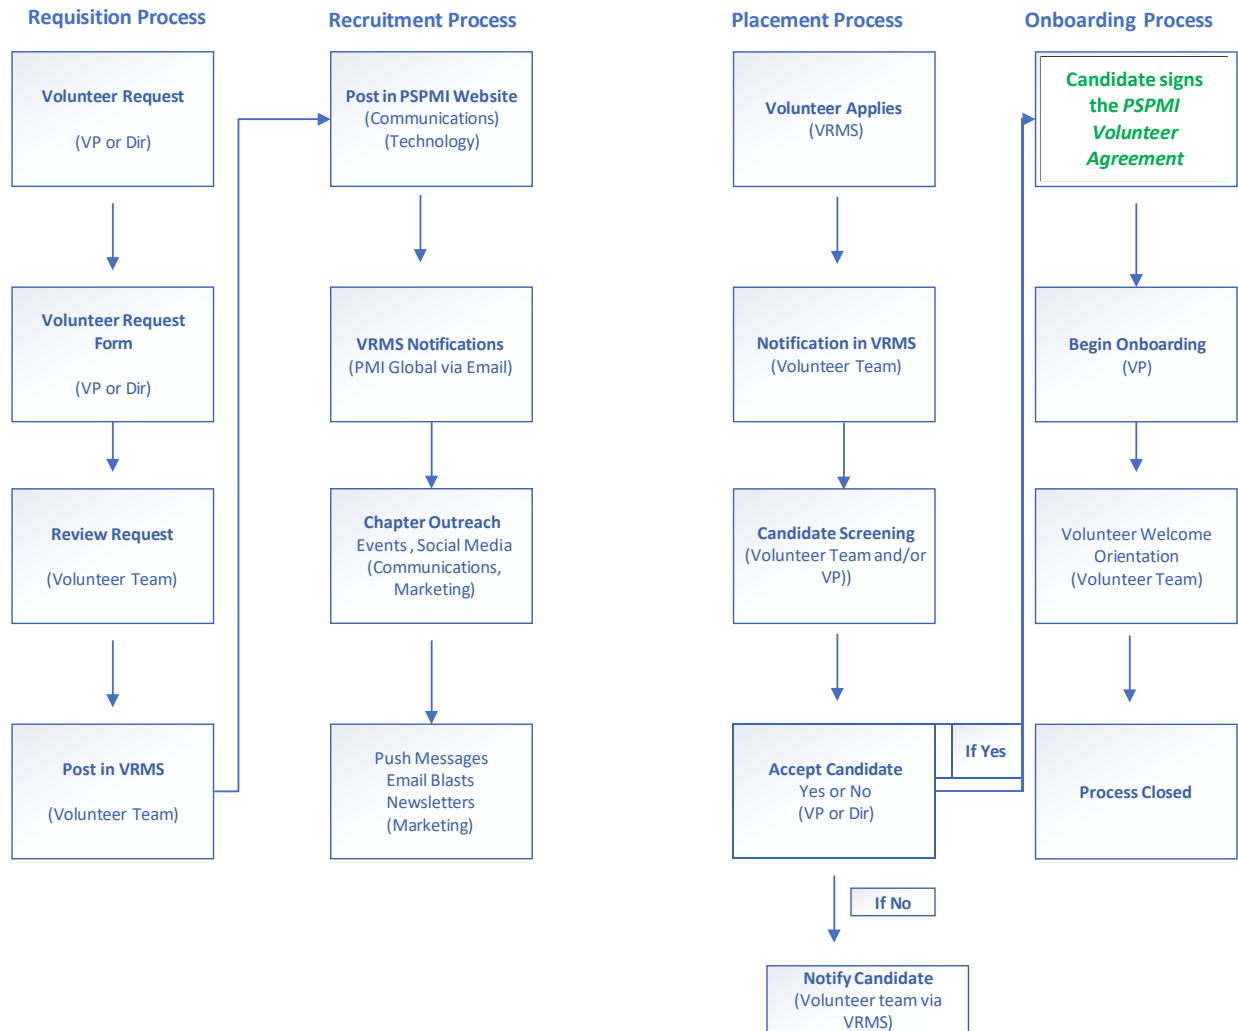 Requisition Process
Volunteer Request
(VP or Dir)
Volunteer Request
Form
(VP or Dir)
Review Request
(Volunteer Team)
Post in VRMS
(Volunteer Team)
Recruitment Process
Post in PSPMI Website
(Communications)
(Technology)
VRMS Notifications
(PMI Global via Email)
Chapter Outreach
Events , Social Media
(Communications,
Marketing)
Push Messages
Email Blasts
Newsletters
(Marketing)
Placement Process
Volunteer Applies
(VRMS)
Notification in VRMS
(Volunteer Team)
Candidate Screening
(Volunteer Team and/or
VP))
Accept Candidate
Yes or No
(VP or Dir)
If Yes
If No
Notify Candidate
(Volunteer team via
VRMS)
Onboarding Process
Candidate signs
the PSPMI
Volunteer
Agreement
Begin Onboarding
(VP)
Volunteer Welcome
Orientation
(Volunteer Team)
Process Closed